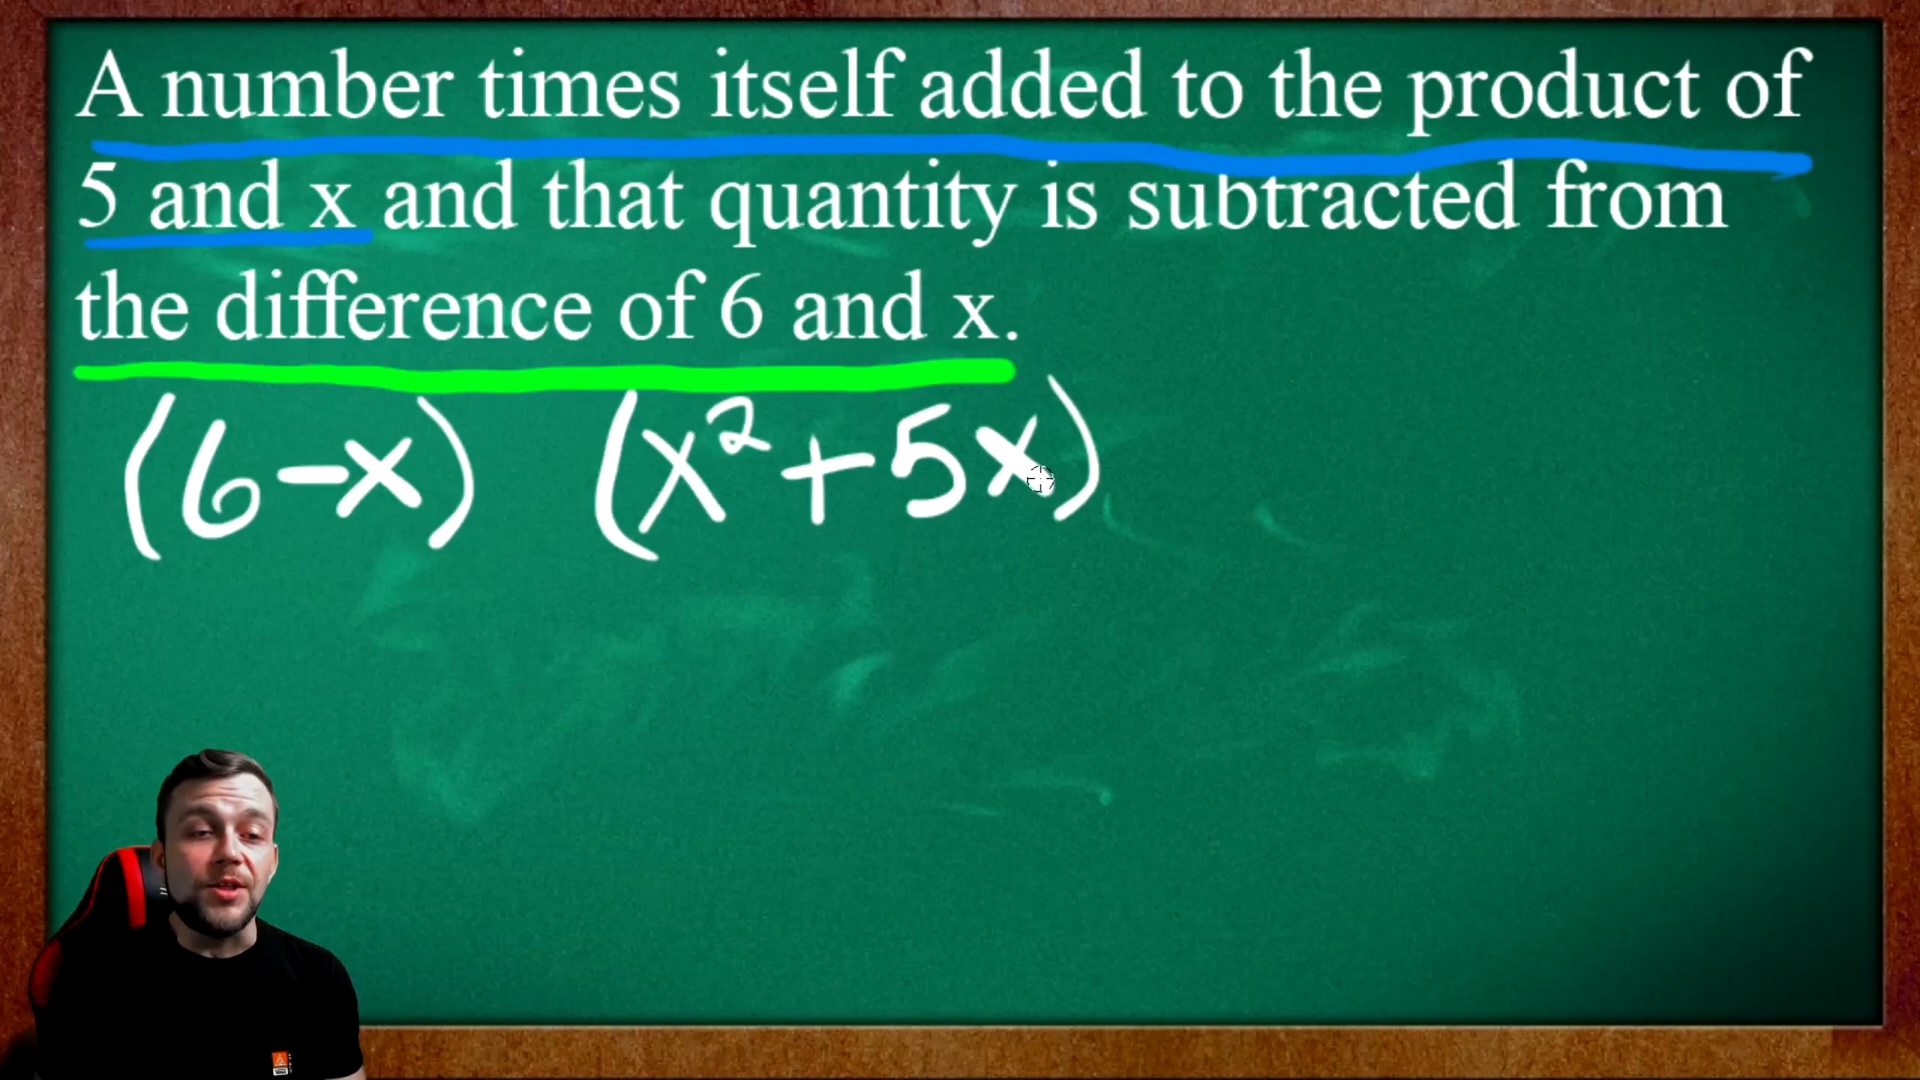 A number times itself added to the product of
5 and x and that quantity is subtracted from
the difference of 6 and x.
(6-x) (x²+5x)